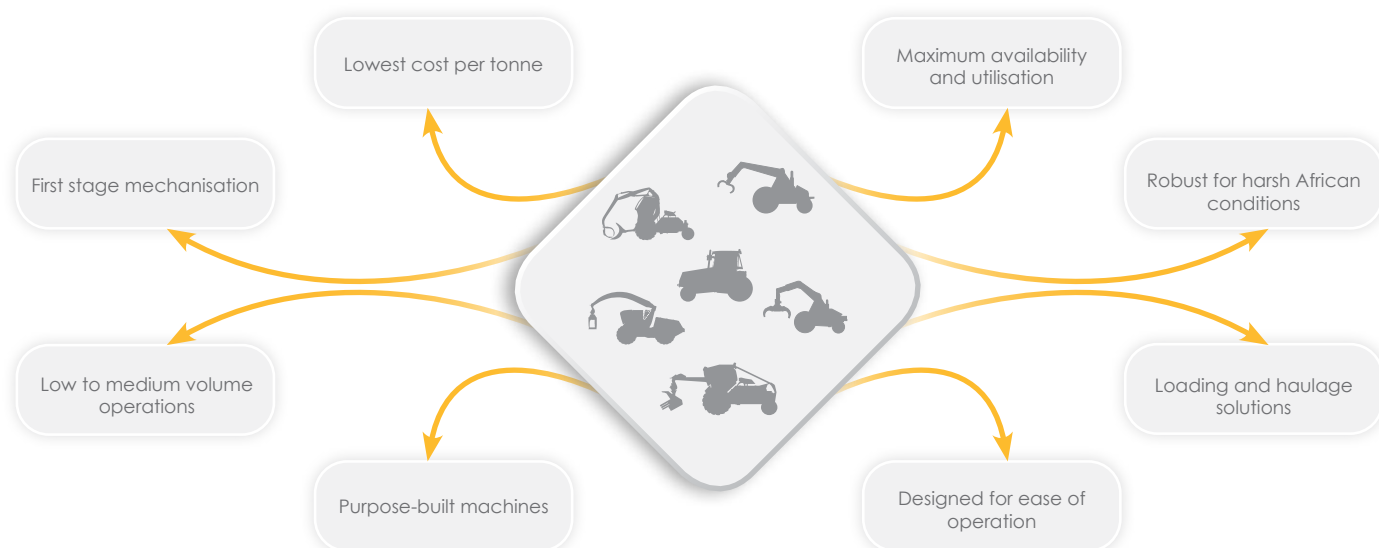 Lowest cost per tonne
Maximum availability
and utilisation
First stage mechanisation
Robust for harsh African
conditions
Low to medium volume
operations
Loading and haulage
solutions
Purpose-built machines
Designed for ease of
operation